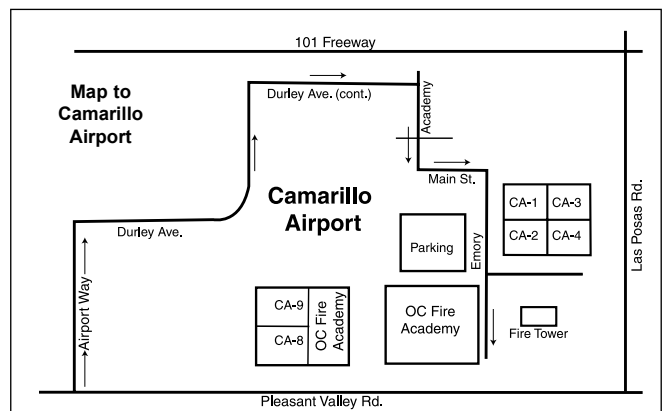 101 Freeway
Map to
Camarillo
Airport
Durley Ave. (cont.)
Academy
Main St.
Camarillo
Airport
CA-1
CA-3
CA-2
CA-4
Las Posas Rd.
Durley Ave.
Parking
Emory
Airport Way
CA-9
CA-8
OC Fire
Academy
OC Fire
Academy
Fire Tower
Pleasant Valley Rd.